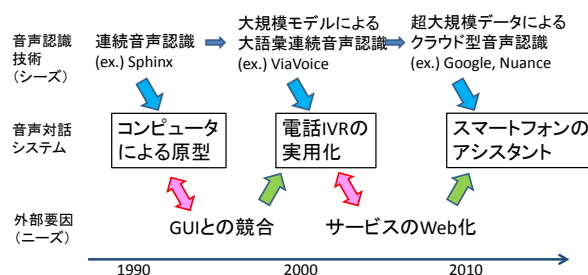 音声認識
技術
(シーズ)
連続音声認識
(ex.) Sphinx
大規模モデルによる
大語彙連続音声認識
(ex.) ViaVoice
超大規模データによる
クラウド型音声認識
(ex.) Google, Nuance
音声対話
システム
コンピュータ
による原型
電話IVRの
実用化
スマートフォンの
アシスタント
外部要因
(ニーズ)
GUIとの競合
サービスのWeb化
1990
2000
2010